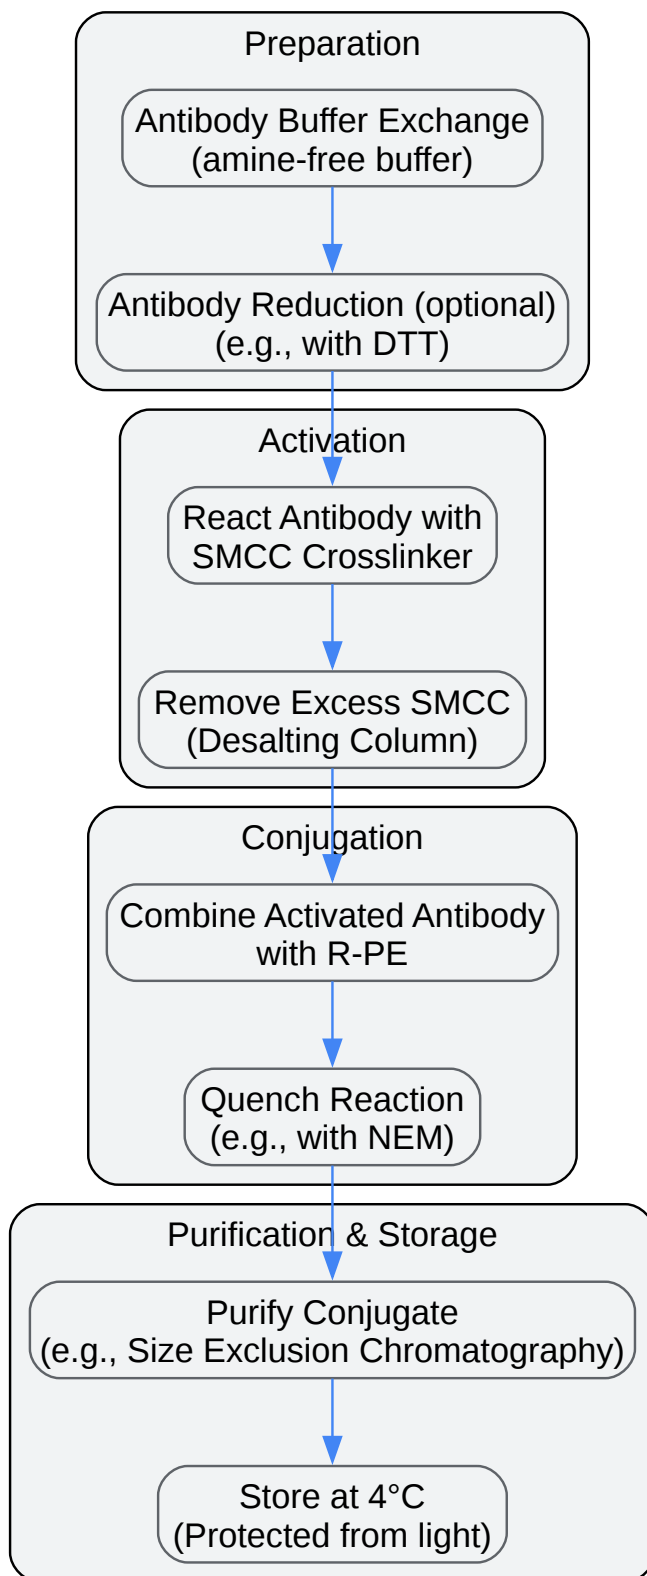 Preparation
Antibody Buffer Exchange
(amine-free buffer)
Antibody Reduction (optional)
(e.g., with DTT)
Activation
React Antibody with
SMCC Crosslinker
Remove Excess SMCC
(Desalting Column)
Conjugation
Combine Activated Antibody
with R-PE
Quench Reaction
(e.g., with NEM)
Purification & Storage
Purify Conjugate
(e.g., Size Exclusion Chromatography)
Store at 4°C
(Protected from light)